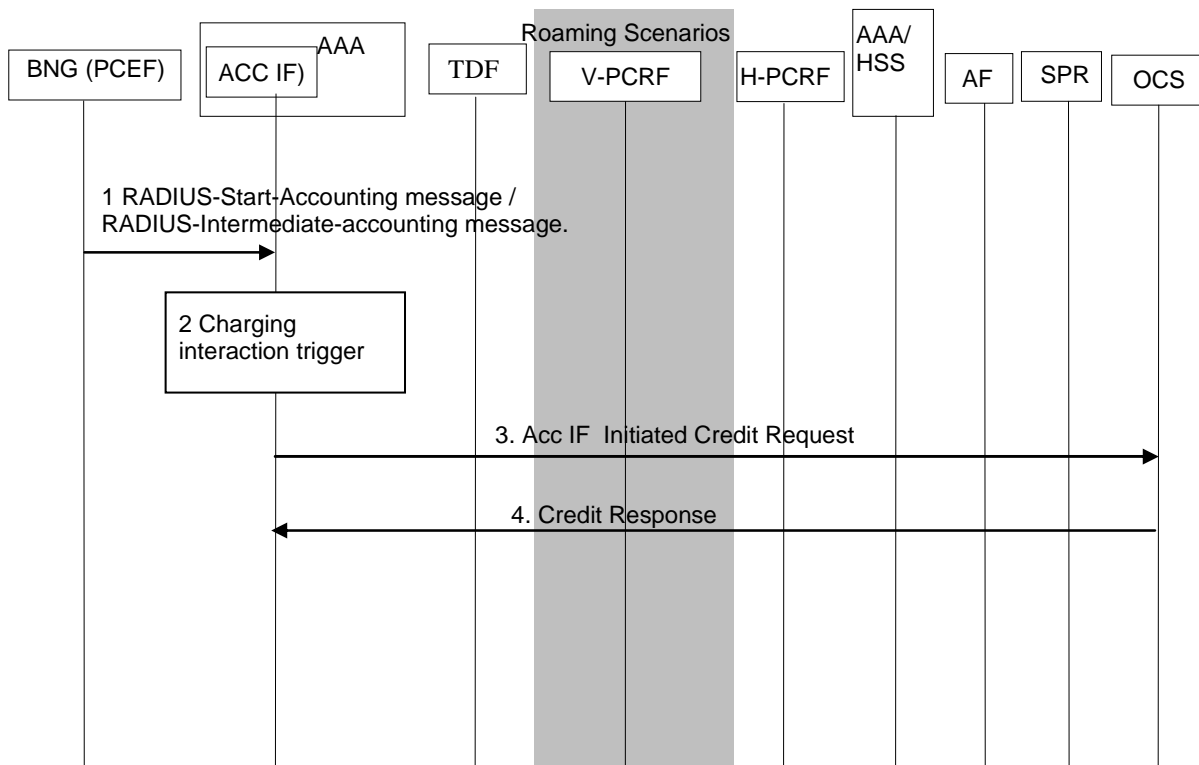 Roaming Scenarios
AAA
AAA/
HSS
BNG (PCEF)
ACC IF)
TDF
V-PCRF
H-PCRF
AF
SPR
OCS
1 RADIUS-Start-Accounting message /
RADIUS-Intermediate-accounting message.
2 Charging
interaction trigger
3. Acc IF Initiated Credit Request
4. Credit Response